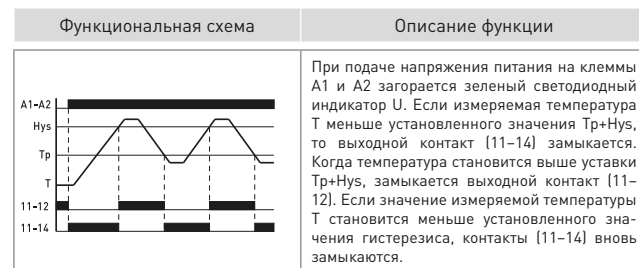 Функциональная схема
Описание функции
A1-A2
Hys
Tp
T
11-12
11-14
При подаче напряжения питания на клеммы
А1 и А2 загорается зеленый светодиодный
индикатор U. Если измеряемая температура
Т меньше установленного значения Tp+Hys,
то выходной контакт (11–14) замыкается.
Когда температура становится выше уставки
Tp+Hys, замыкается выходной контакт (11–
12). Если значение измеряемой температуры
Т становится меньше установленного зна-
чения гистерезиса, контакты (11–14) вновь
замыкаются.